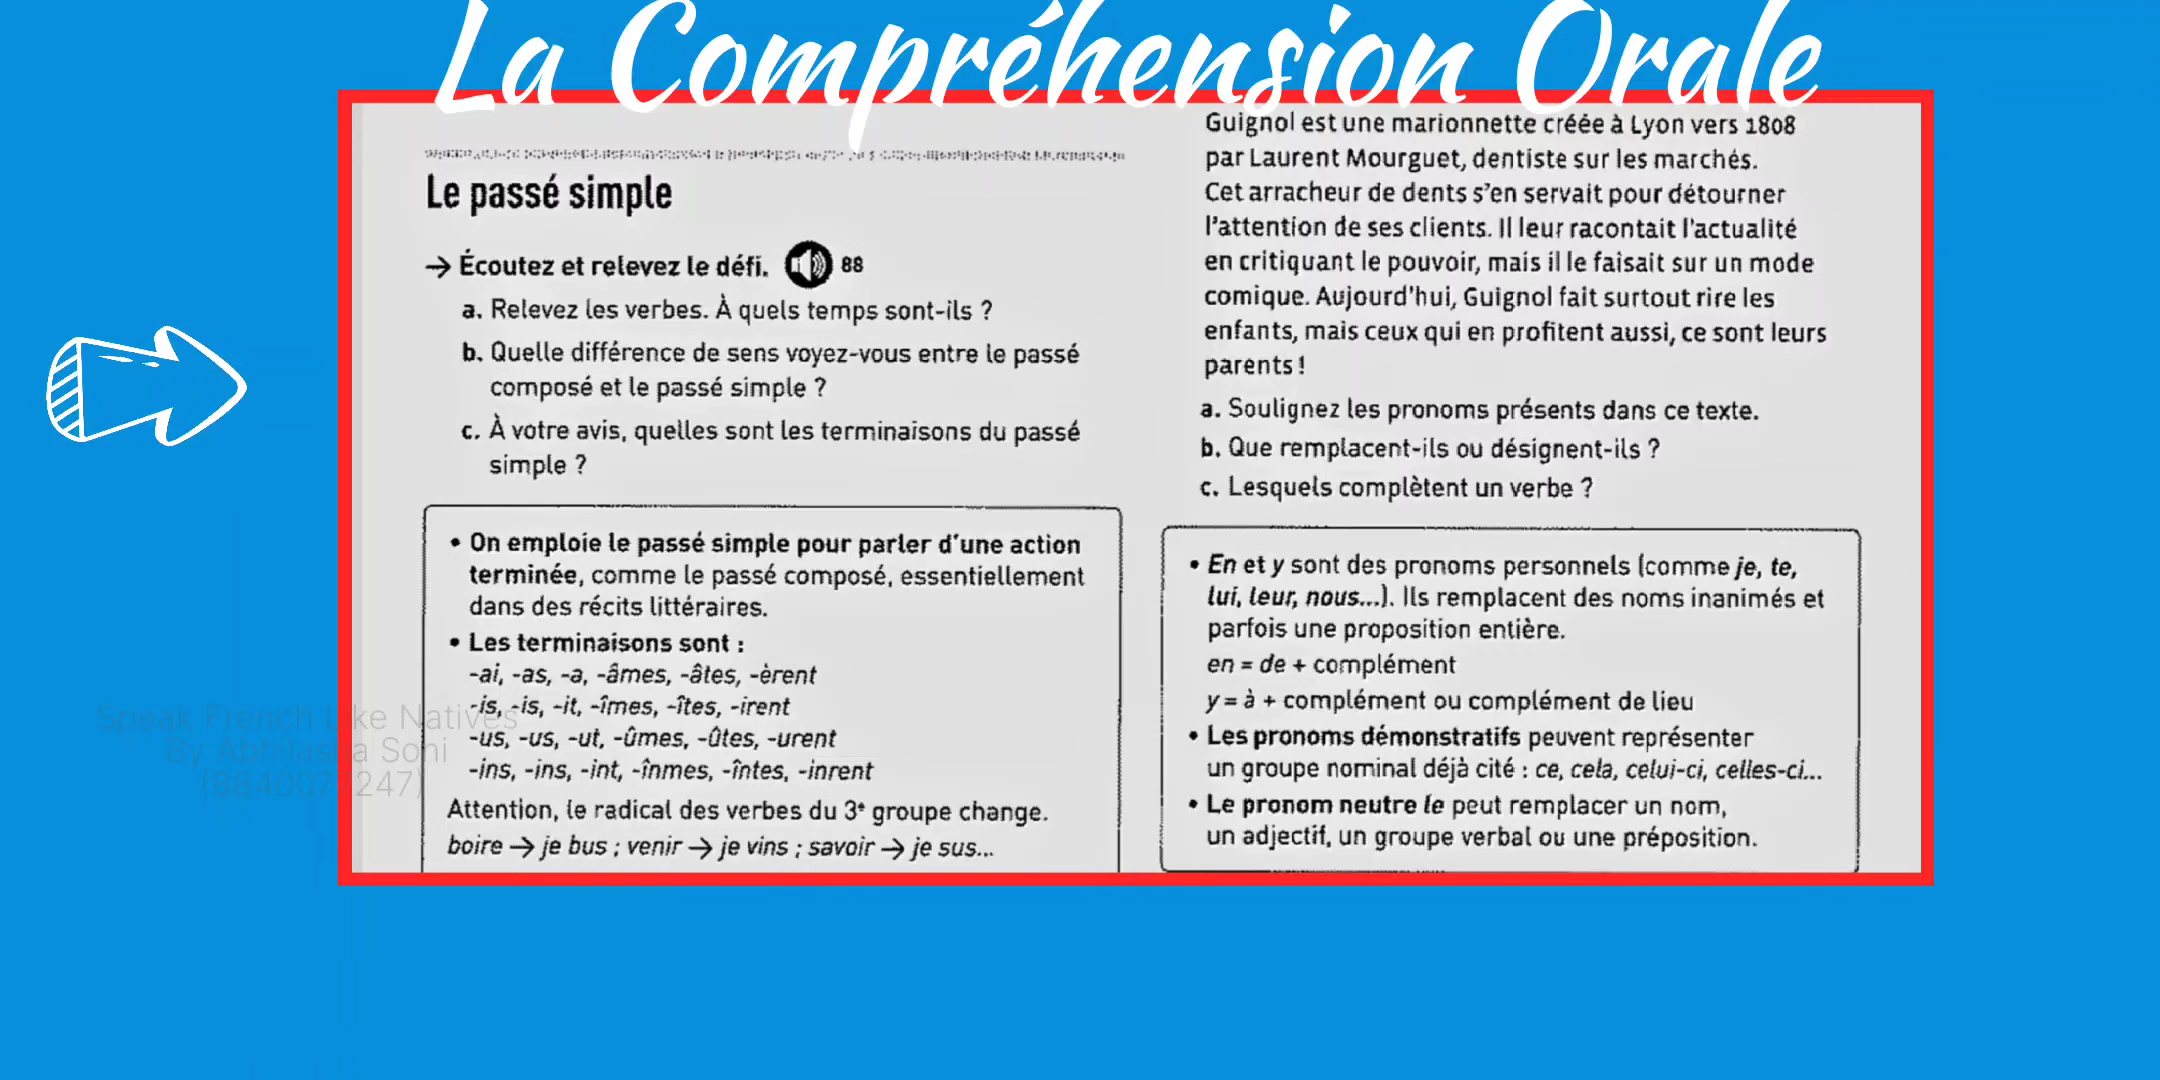 La Compréhension Orale
Le passé simple
→ Écoutez et relevez le défi. 88
a. Relevez les verbes. À quels temps sont-ils ?
b. Quelle différence de sens voyez-vous entre le passé
composé et le passé simple ?
c. À votre avis, quelles sont les terminaisons du passé
simple ?
• On emploie le passé simple pour parler d'une action
terminée, comme le passé composé, essentiellement
dans des récits littéraires.
• Les terminaisons sont :
-ai, -as, -a, -âmes, -âtes, -èrent
-is, -is, -it, -îmes, -îtes, -irent
-us, -us, -ut, -ûmes, -ûtes, -urent
-ins, -ins, -int, -înmes, -întes, -inrent
Attention, le radical des verbes du 3e groupe change.
boire → je bus ; venir → je vins ; savoir → je sus...
Guignol est une marionnette créée à Lyon vers 1808
par Laurent Mourguet, dentiste sur les marchés.
Cet arracheur de dents s'en servait pour détourner
l'attention de ses clients. Il leur racontait l'actualité
en critiquant le pouvoir, mais il le faisait sur un mode
comique. Aujourd'hui, Guignol fait surtout rire les
enfants, mais ceux qui en profitent aussi, ce sont leurs
parents !
a. Soulignez les pronoms présents dans ce texte.
b. Que remplacent-ils ou désignent-ils ?
c. Lesquels complètent un verbe ?
• En et y sont des pronoms personnels (comme je, te,
lui, leur, nous...). Ils remplacent des noms inanimés et
parfois une proposition entière.
en = de + complément
y = à + complément ou complément de lieu
• Les pronoms démonstratifs peuvent représenter
un groupe nominal déjà cité : ce, cela, celui-ci, celles-ci...
• Le pronom neutre le peut remplacer un nom,
un adjectif, un groupe verbal ou une préposition.
Speak French Like Natives
By Abhilasha Soni